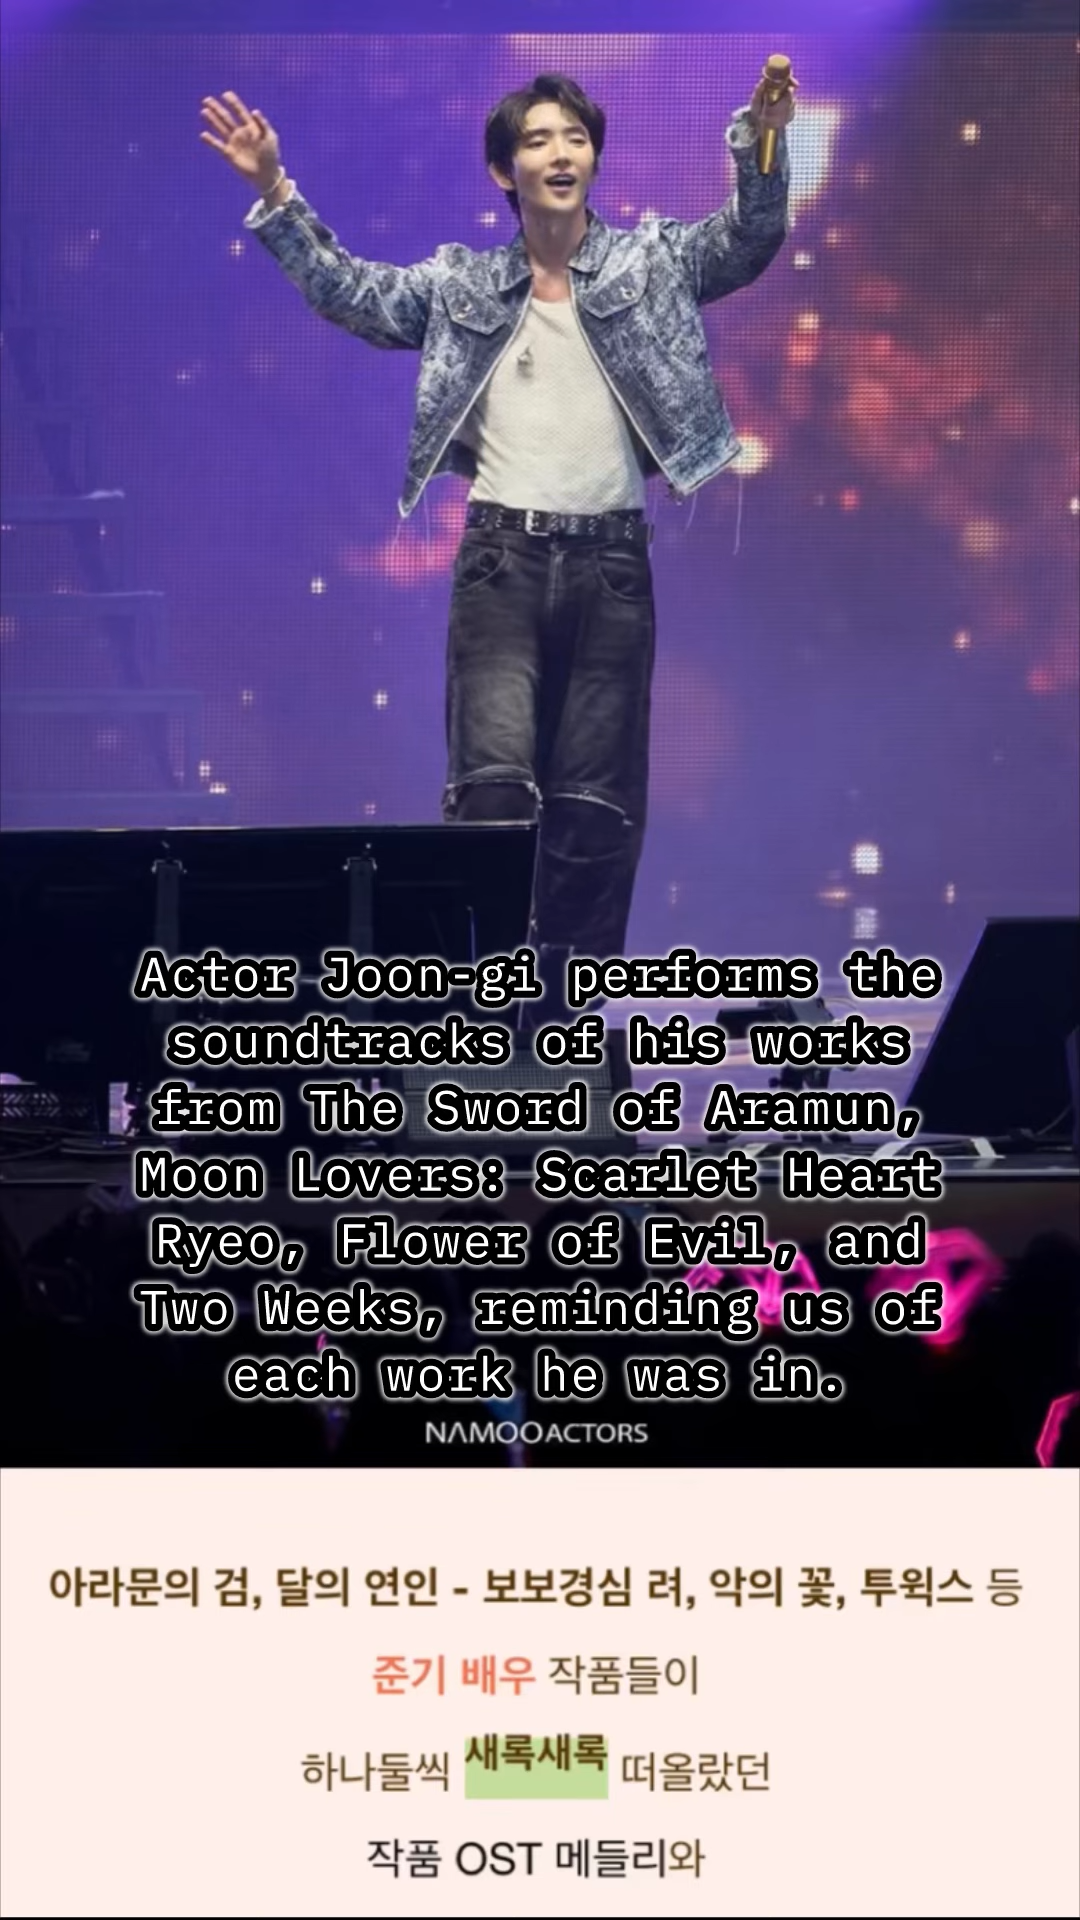 Actor Joon-gi performs the
soundtracks of his works
from The Sword of Aramun,
Moon Lovers: Scarlet Heart
Ryeo, Flower of Evil, and
Two Weeks, reminding us of
each work he was in.
NAMOOACTORS
아라문의 검, 달의 연인 - 보보경심 려, 악의 꽃, 투윅스 등
준기 배우 작품들이
하나둘씩 새록새록 떠올랐던
작품 OST 메들리와